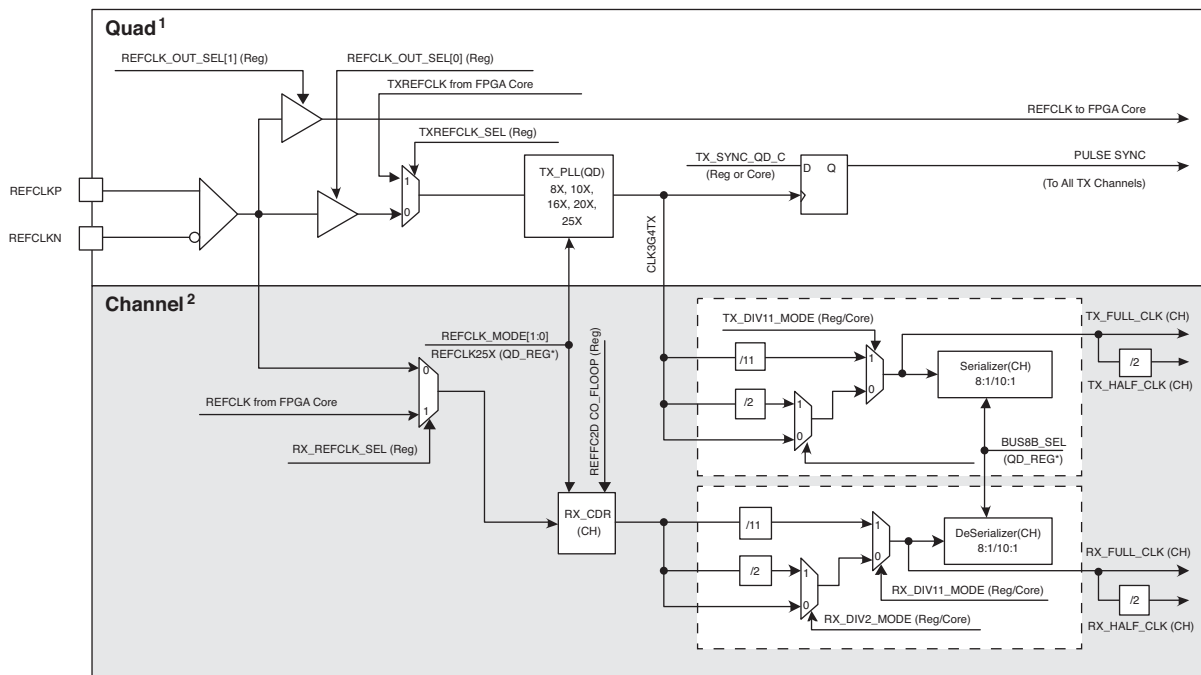 Quad1
REFCLK_OUT_SEL[1] (Reg)
REFCLK_OUT_SEL[0] (Reg)
TXREFCLK from FPGA Core
REFCLK to FPGA Core
TXREFCLK_SEL (Reg)
1
0
TX_PLL(QD)
8X, 10X,
16X, 20X,
25X
TX_SYNC_QD_C
(Reg or Core)
D Q
PULSE SYNC
(To All TX Channels)
REFCLKP
REFCLKN
CLK3G4TX
Channel2
REFCLK_MODE[1:0]
REFCLK25X (QD_REG*)
REFFC2D CO_FLOOP (Reg)
0
1
REFCLK from FPGA Core
RX_REFCLK_SEL (Reg)
RX_CDR
(CH)
TX_DIV11_MODE (Reg/Core)
/11
1
0
/2
1
0
Serializer(CH)
8:1/10:1
TX_FULL_CLK (CH)
/2
TX_HALF_CLK (CH)
BUS8B_SEL
(QD_REG*)
/11
1
0
/2
1
0
DeSerializer(CH)
8:1/10:1
RX_FULL_CLK (CH)
/2
RX_HALF_CLK (CH)
RX_DIV11_MODE (Reg/Core)
RX_DIV2_MODE (Reg/Core)